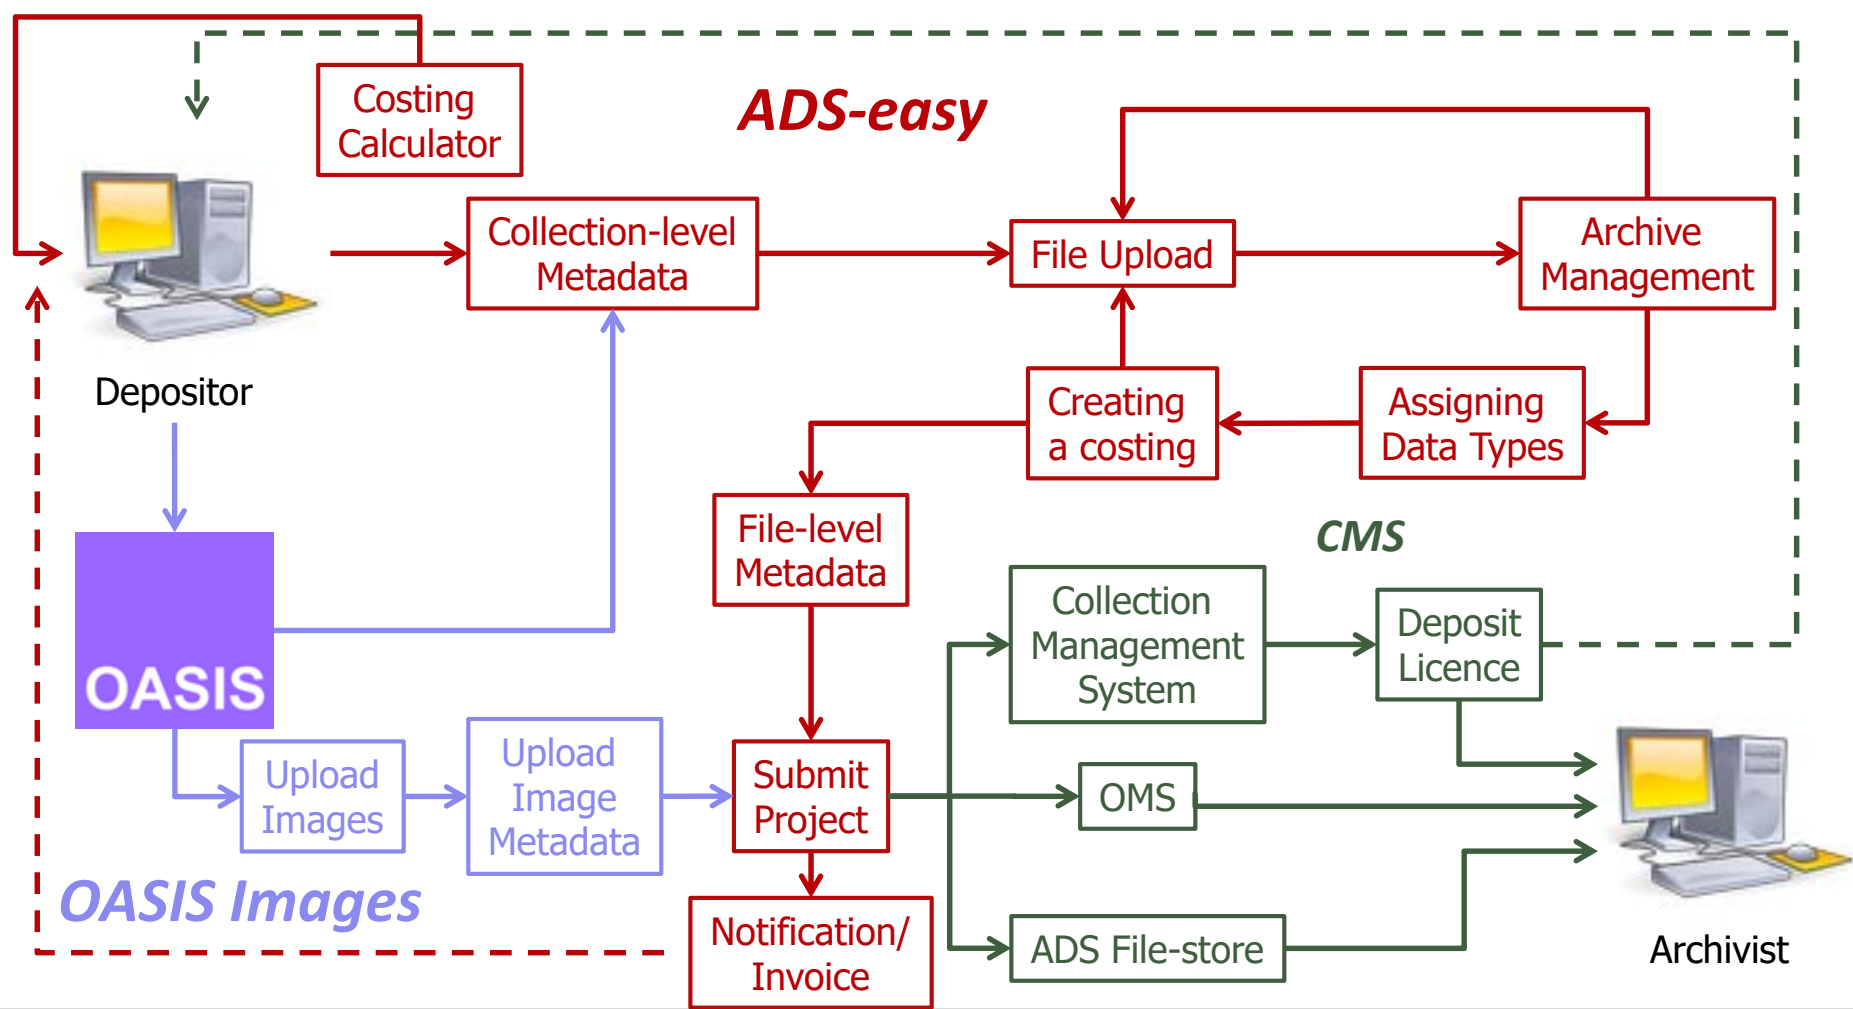 Costing
Calculator
ADS-easy
Collection-level
Metadata
File Upload
Archive
Management
Depositor
Creating
a costing
Assigning
Data Types
File-level
Metadata
CMS
Collection
Management
System
Deposit
Licence
OASIS
Upload
Images
Upload
Image
Metadata
Submit
Project
OMS
OASIS Images
Notification/
Invoice
ADS File-store
Archivist